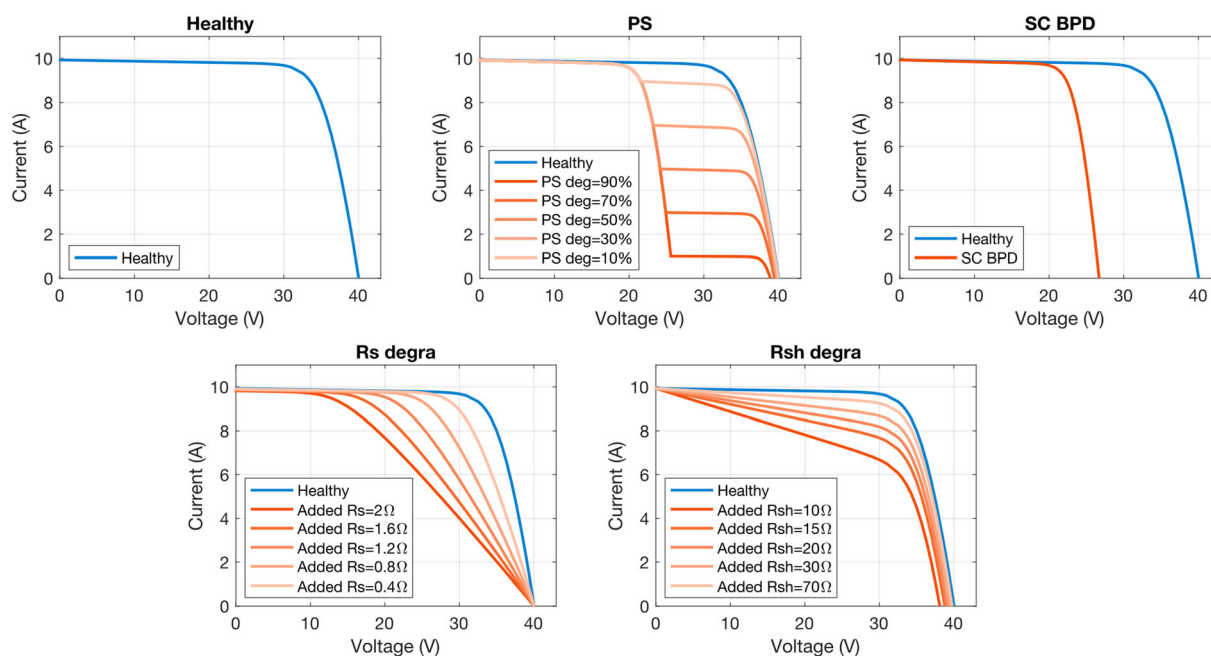 Healthy
Current (A)
10
8
6
4
2
0
Healthy
0
10
20
30
40
Voltage (V)
PS
Current (A)
10
8
6
4
2
0
Healthy
PS deg=90%
PS deg=70%
PS deg=50%
PS deg=30%
PS deg=10%
0
10
20
30
40
Voltage (V)
SC BPD
Current (A)
10
8
6
4
2
0
Healthy
SC BPD
0
10
20
30
40
Voltage (V)
Rs degra
Current (A)
10
8
6
4
2
0
Healthy
Added Rs=2Ω
Added Rs=1.6Ω
Added Rs=1.2Ω
Added Rs=0.8Ω
Added Rs=0.4Ω
0
10
20
30
40
Voltage (V)
Rsh degra
Current (A)
10
8
6
4
2
0
Healthy
Added Rsh=10Ω
Added Rsh=15Ω
Added Rsh=20Ω
Added Rsh=30Ω
Added Rsh=70Ω
0
10
20
30
40
Voltage (V)